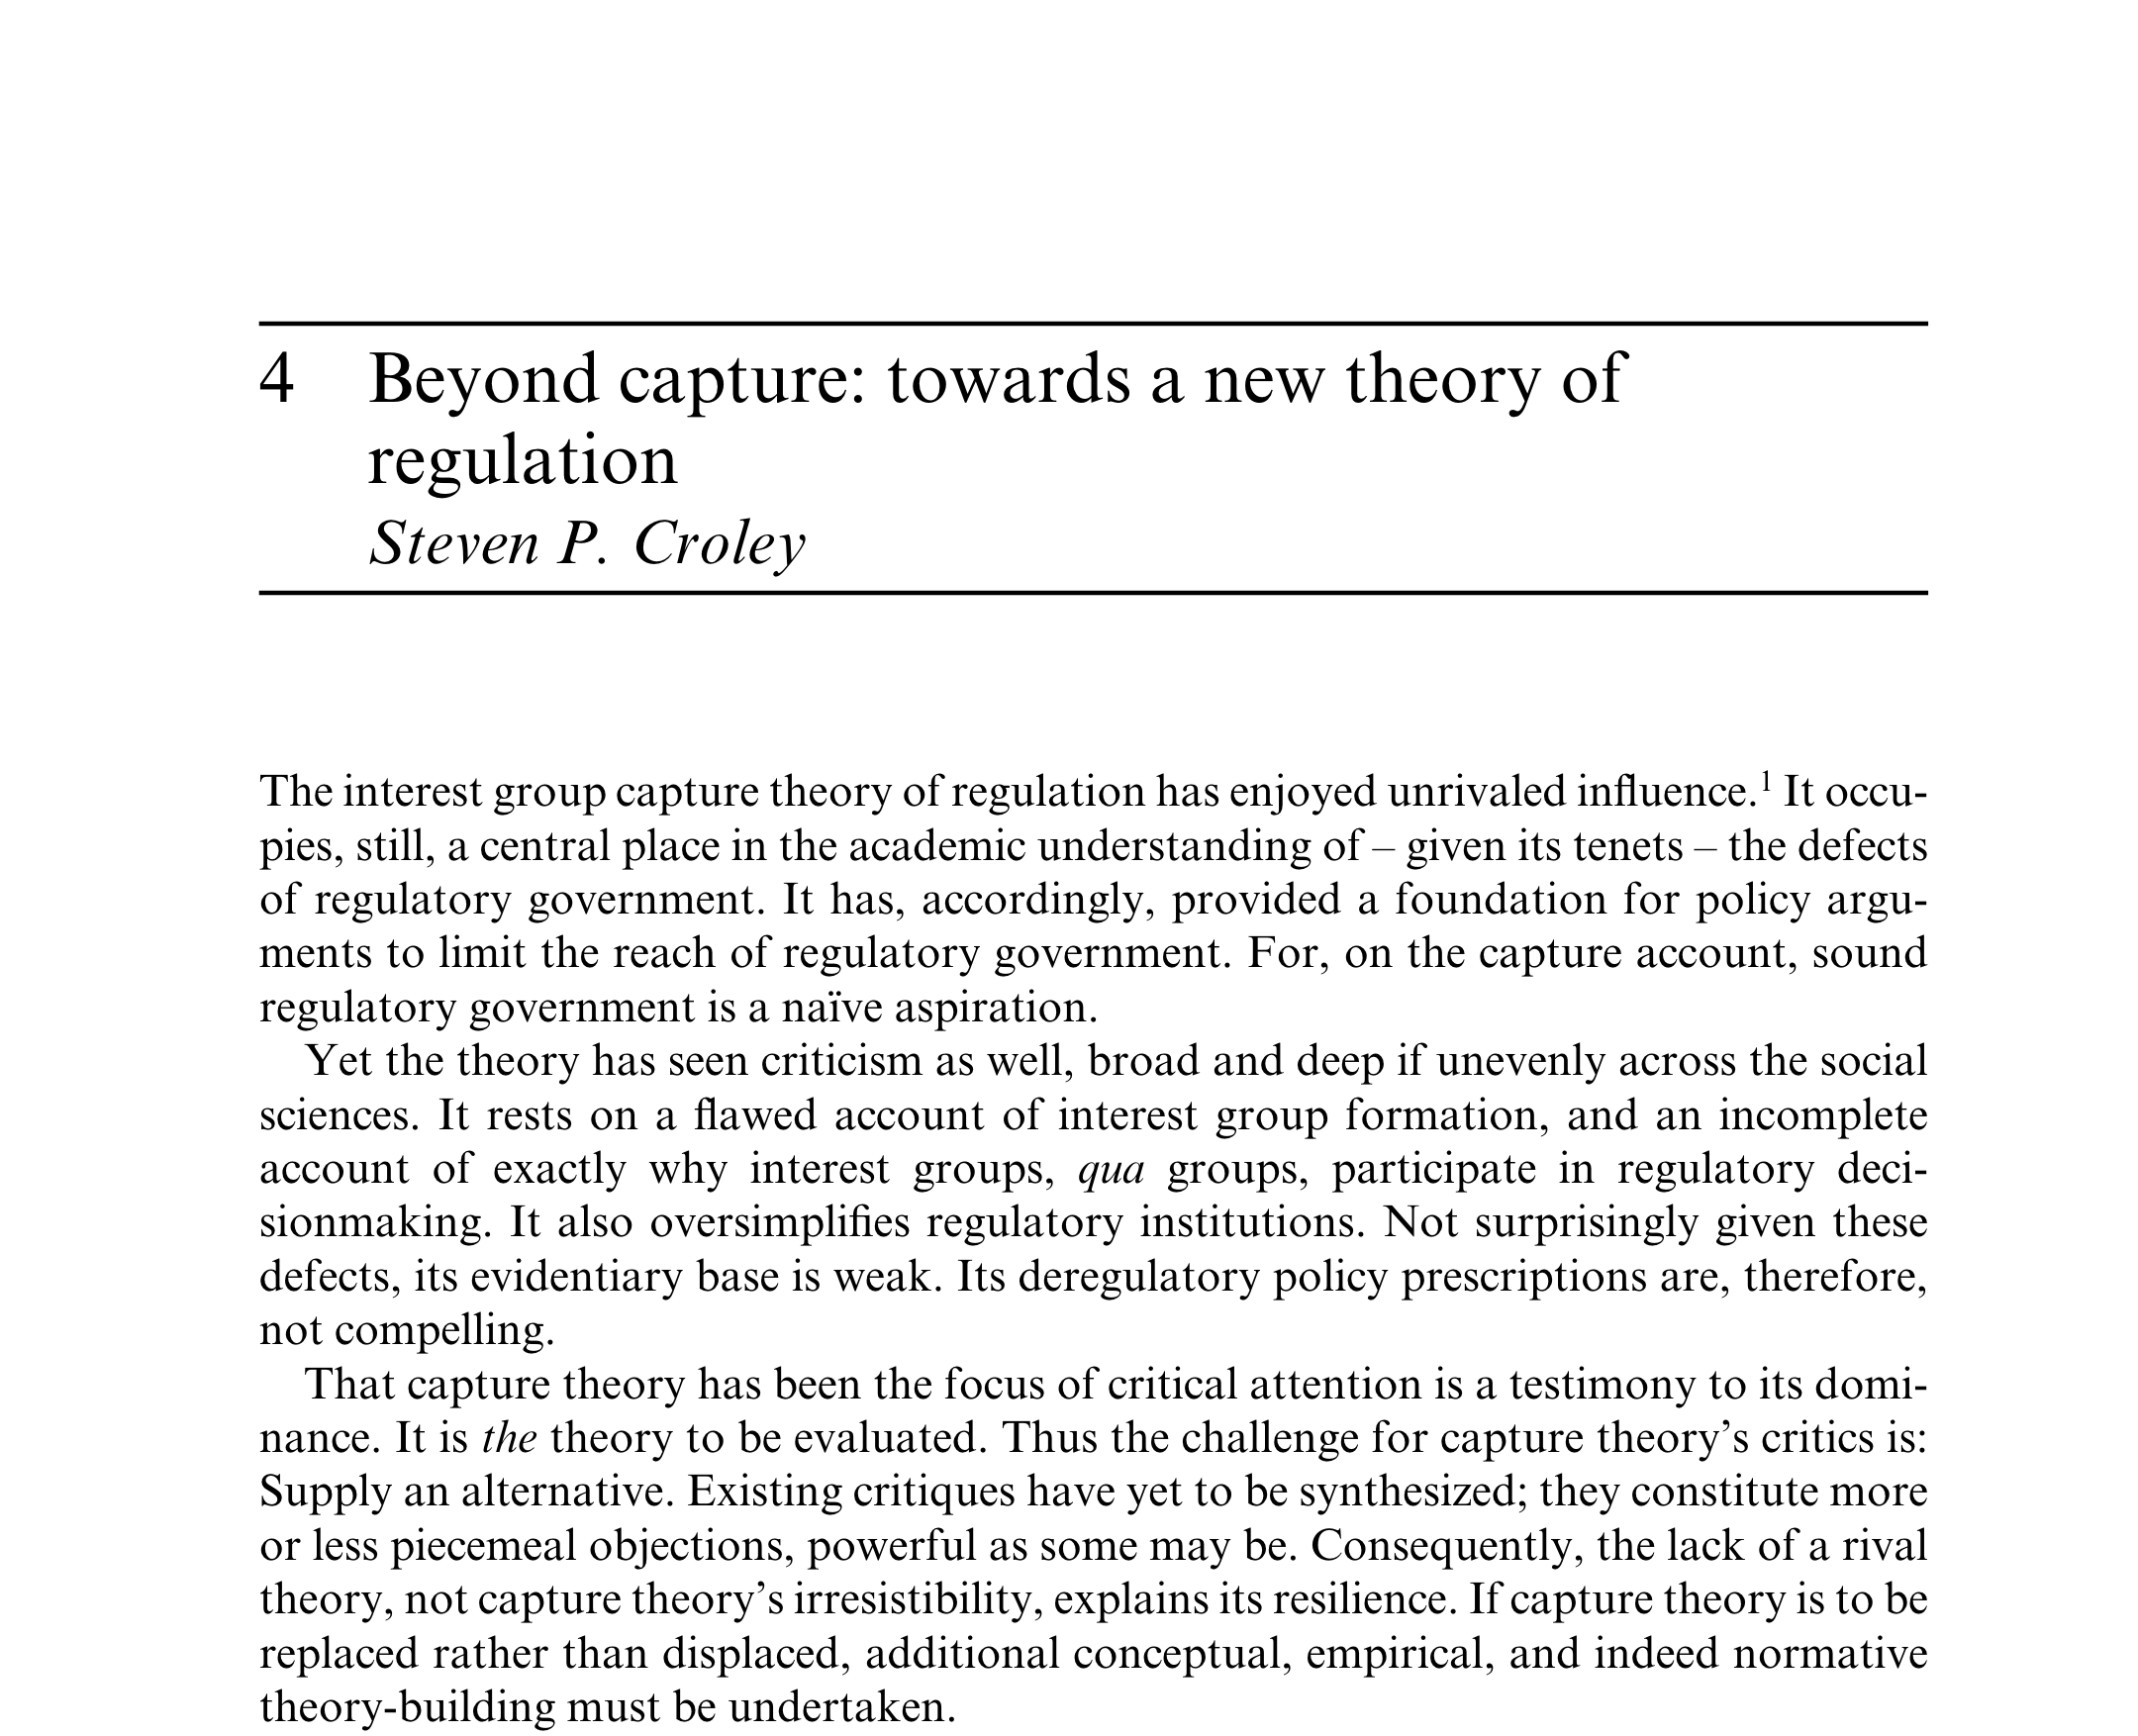 4 Beyond capture: towards a new theory of
regulation
Steven P. Croley
The interest group capture theory of regulation has enjoyed unrivaled influence.1 It occu-
pies, still, a central place in the academic understanding of – given its tenets – the defects
of regulatory government. It has, accordingly, provided a foundation for policy argu-
ments to limit the reach of regulatory government. For, on the capture account, sound
regulatory government is a naïve aspiration.
Yet the theory has seen criticism as well, broad and deep if unevenly across the social
sciences. It rests on a flawed account of interest group formation, and an incomplete
account of exactly why interest groups, qua groups, participate in regulatory deci-
sionmaking. It also oversimplifies regulatory institutions. Not surprisingly given these
defects, its evidentiary base is weak. Its deregulatory policy prescriptions are, therefore,
not compelling.
That capture theory has been the focus of critical attention is a testimony to its domi-
nance. It is the theory to be evaluated. Thus the challenge for capture theory’s critics is:
Supply an alternative. Existing critiques have yet to be synthesized; they constitute more
or less piecemeal objections, powerful as some may be. Consequently, the lack of a rival
theory, not capture theory’s irresistibility, explains its resilience. If capture theory is to be
replaced rather than displaced, additional conceptual, empirical, and indeed normative
theory-building must be undertaken.